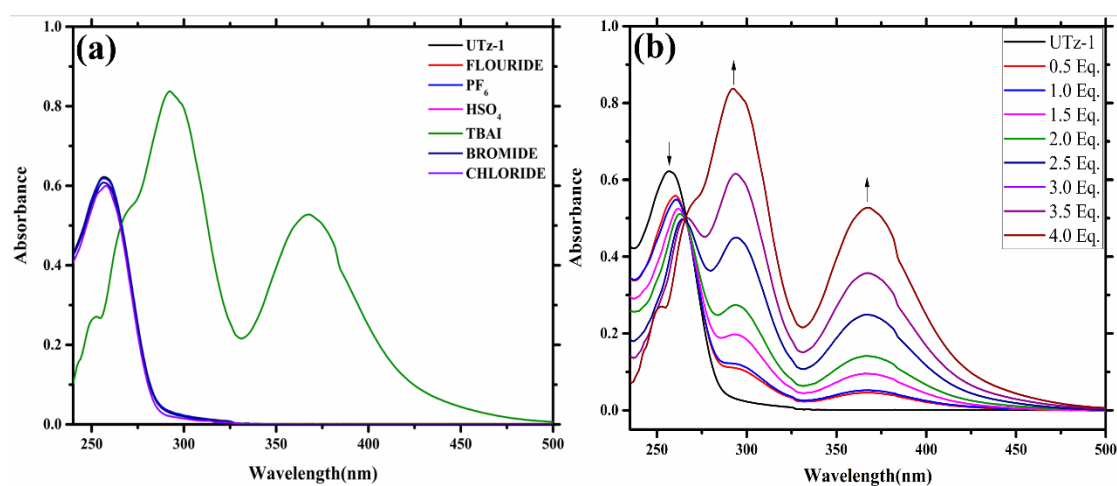 (a)
UTz-1
FLOURIDE
PF6
HSO4
TBAI
BROMIDE
CHLORIDE
1.0
0.8
0.6
0.4
0.2
0.0
Absorbance
250 300 350 400 450 500
Wavelength(nm)
(b)
UTz-1
0.5 Eq.
1.0 Eq.
1.5 Eq.
2.0 Eq.
2.5 Eq.
3.0 Eq.
3.5 Eq.
4.0 Eq.
1.0
0.8
0.6
0.4
0.2
0.0
Absorbance
250 300 350 400 450 500
Wavelength(nm)